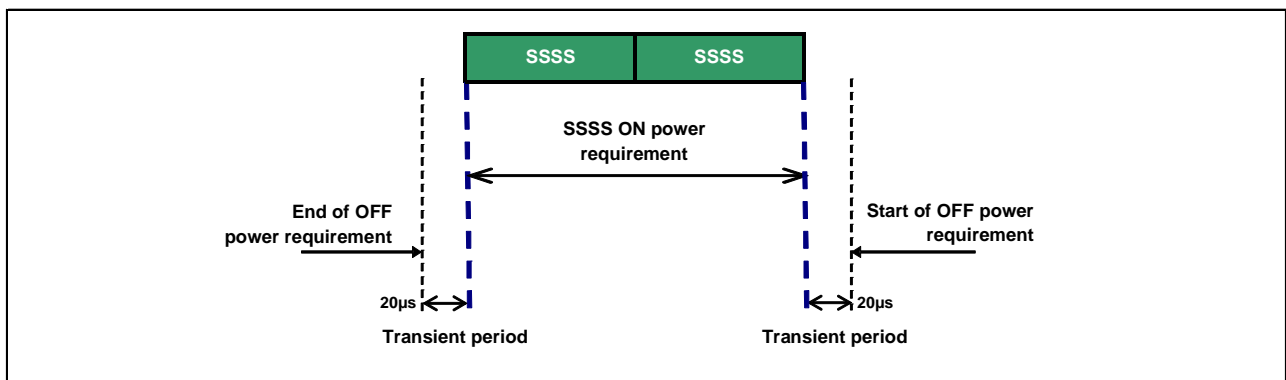 SSSS SSSS
SSSS ON power
requirement
End of OFF
power requirement
Start of OFF power
requirement
20µs
20µs
Transient period
Transient period